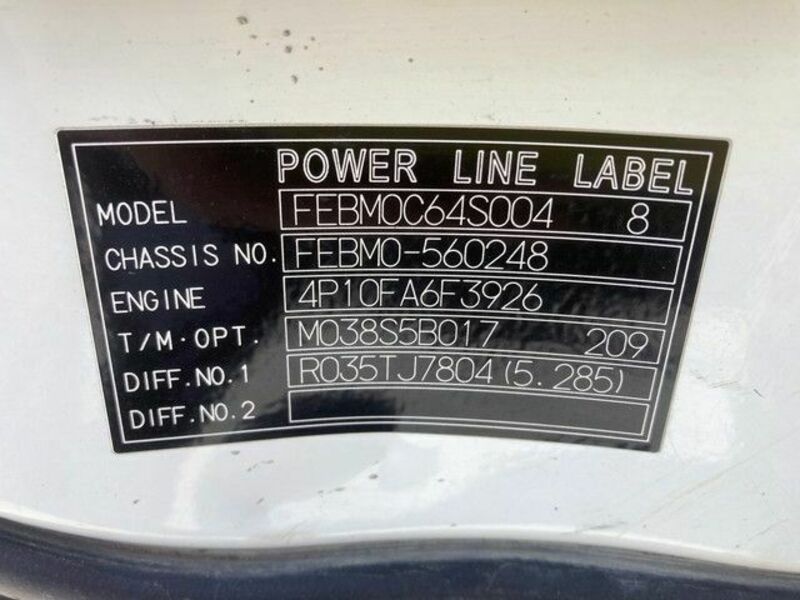 POWER LINE LABEL
MODEL FEBM0C64S004 8
CHASSIS NO. FEBM0-560248
ENGINE 4P10FA6F3926
T/M·OPT. M038S5B017 209
DIFF.NO.1 R035TJ7804(5.285)
DIFF.NO.2